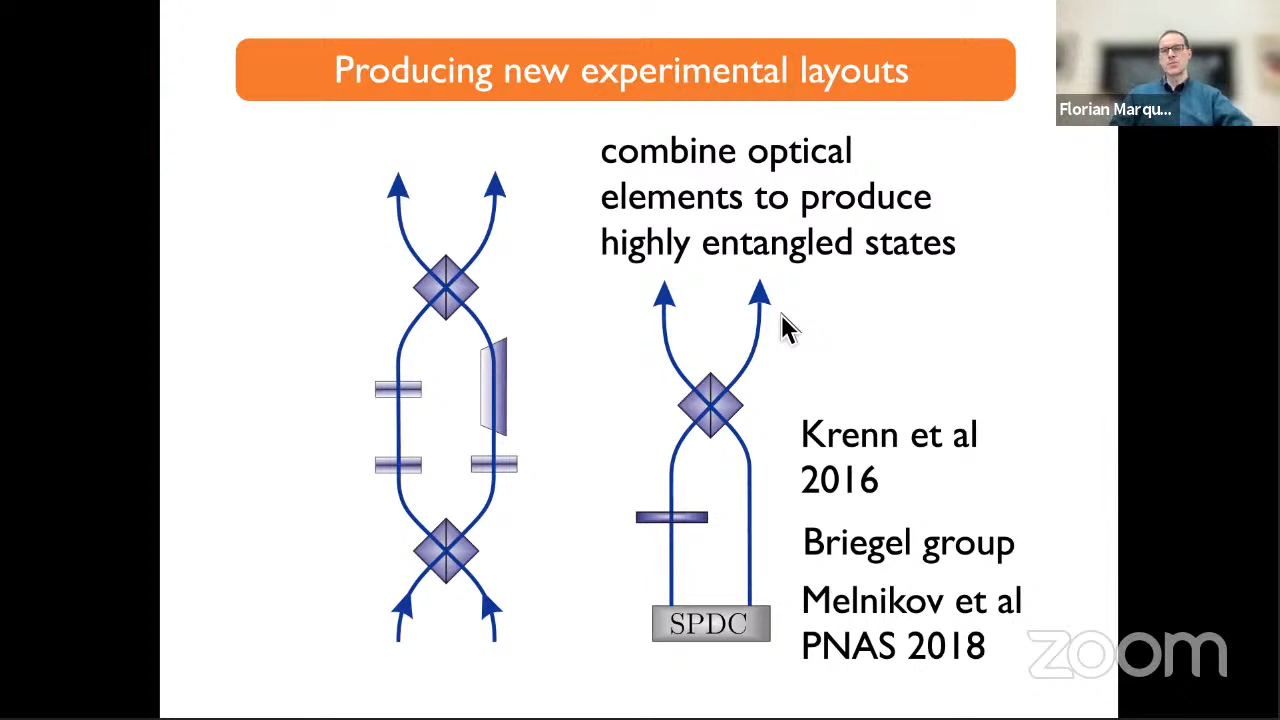 Producing new experimental layouts
Florian Marqu...
combine optical
elements to produce
highly entangled states
Krenn et al
2016
Briegel group
Melnikov et al
PNAS 2018
SPDC
zoom